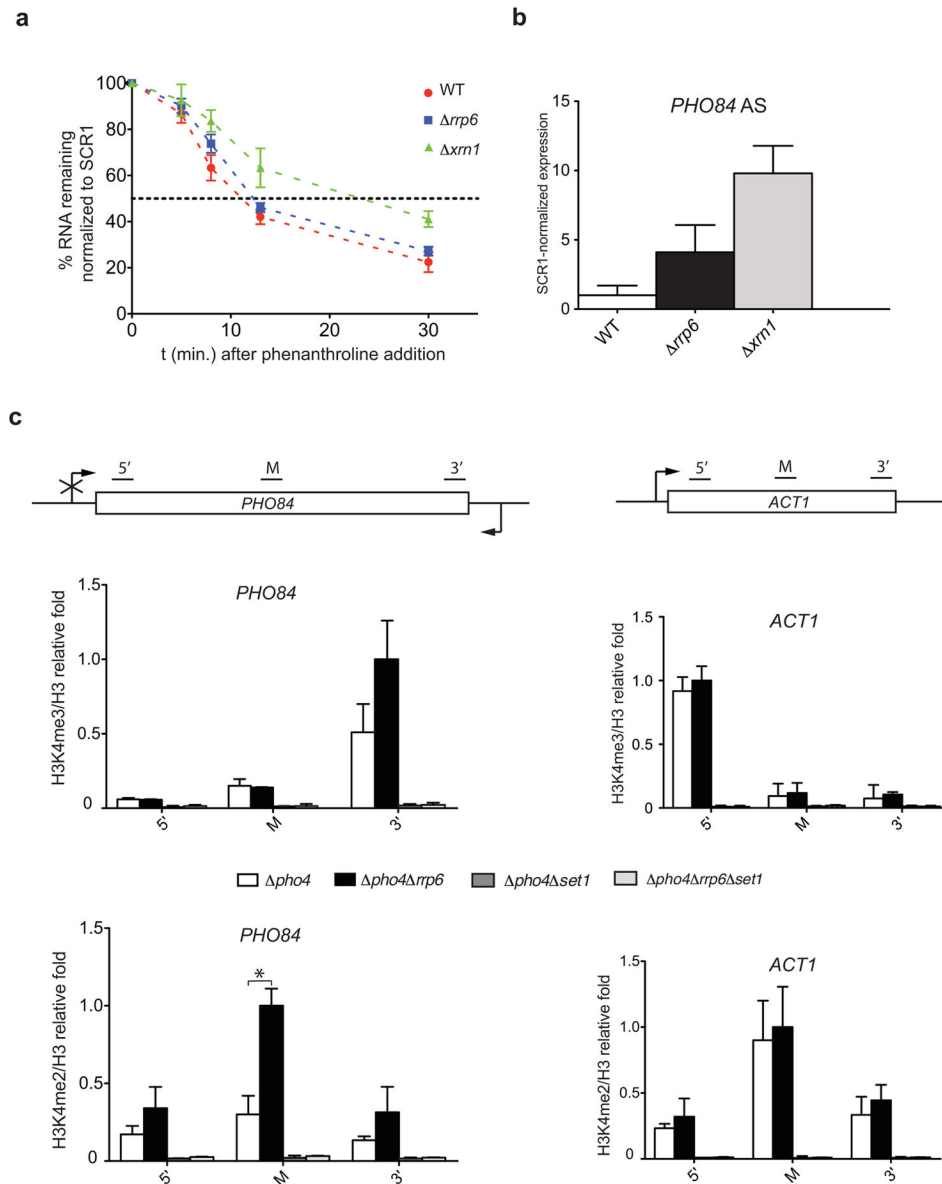 a
100
80
60
40
20
0
% RNA remaining
normalized to SCR1
WT
Δrrp6
Δxrn1
0
10
20
30
t (min.) after phenanthroline addition
b
PHO84 AS
15
10
5
0
SCR1-normalized expression
WT
Δrrp6
Δxrn1
c
5'
M
3'
PHO84
5'
M
3'
ACT1
PHO84
1.5
1.0
0.5
0
H3K4me3/H3 relative fold
5'
M
3'
ACT1
1.5
1.0
0.5
0
H3K4me3/H3 relative fold
5'
M
3'
Δpho4
Δpho4Δrrp6
Δpho4Δset1
Δpho4Δrrp6Δset1
PHO84
1.5
1.0
0.5
0
H3K4me2/H3 relative fold
*
5'
M
3'
ACT1
1.5
1.0
0.5
0
H3K4me2/H3 relative fold
5'
M
3'